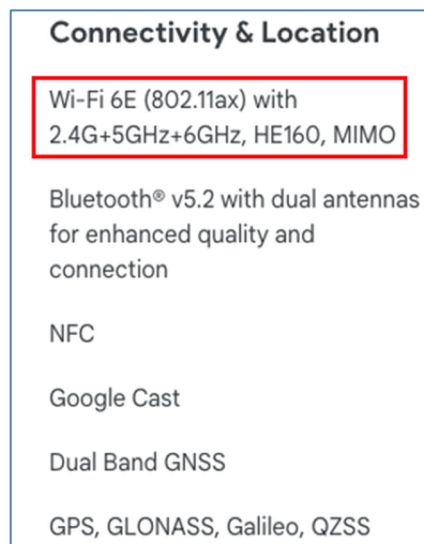 Connectivity & Location
Wi-Fi 6E (802.11ax) with
2.4G+5GHz+6GHz, HE160, MIMO
Bluetooth® v5.2 with dual antennas
for enhanced quality and
connection
NFC
Google Cast
Dual Band GNSS
GPS, GLONASS, Galileo, QZSS